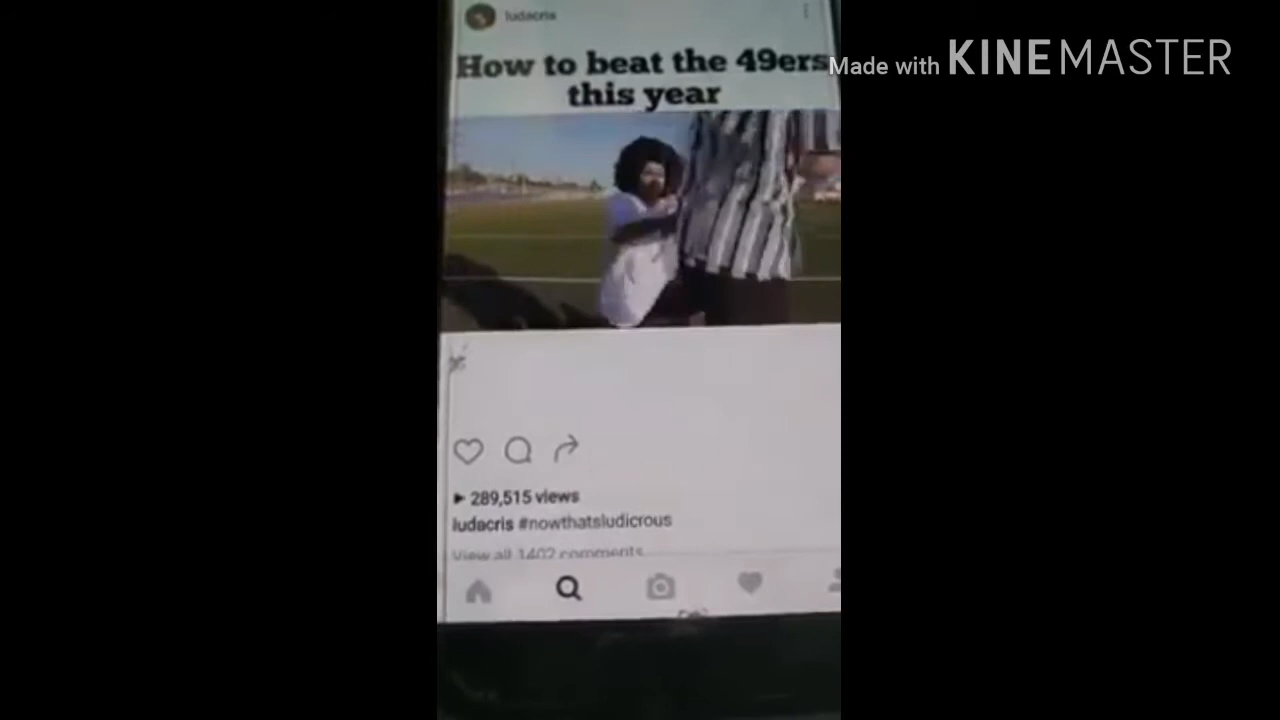 ludacris
How to beat the 49ers
this year
Made with KINEMASTER
289,515 views
ludacris #nowthatsludicrous
View all 1402 comments